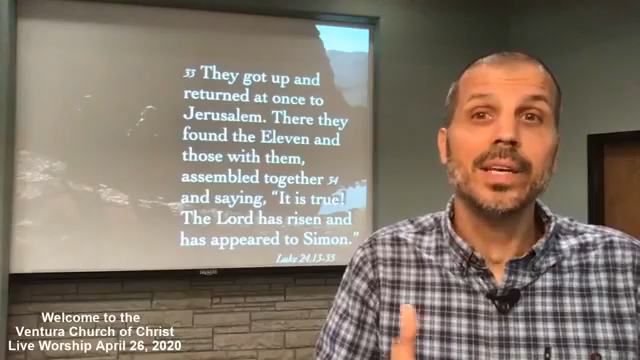 33 They got up and
returned at once to
Jerusalem. There they
found the Eleven and
those with them,
assembled together 34
and saying, “It is true!
The Lord has risen and
has appeared to Simon.”
Luke 24.13-35
Welcome to the
Ventura Church of Christ
Live Worship April 26, 2020